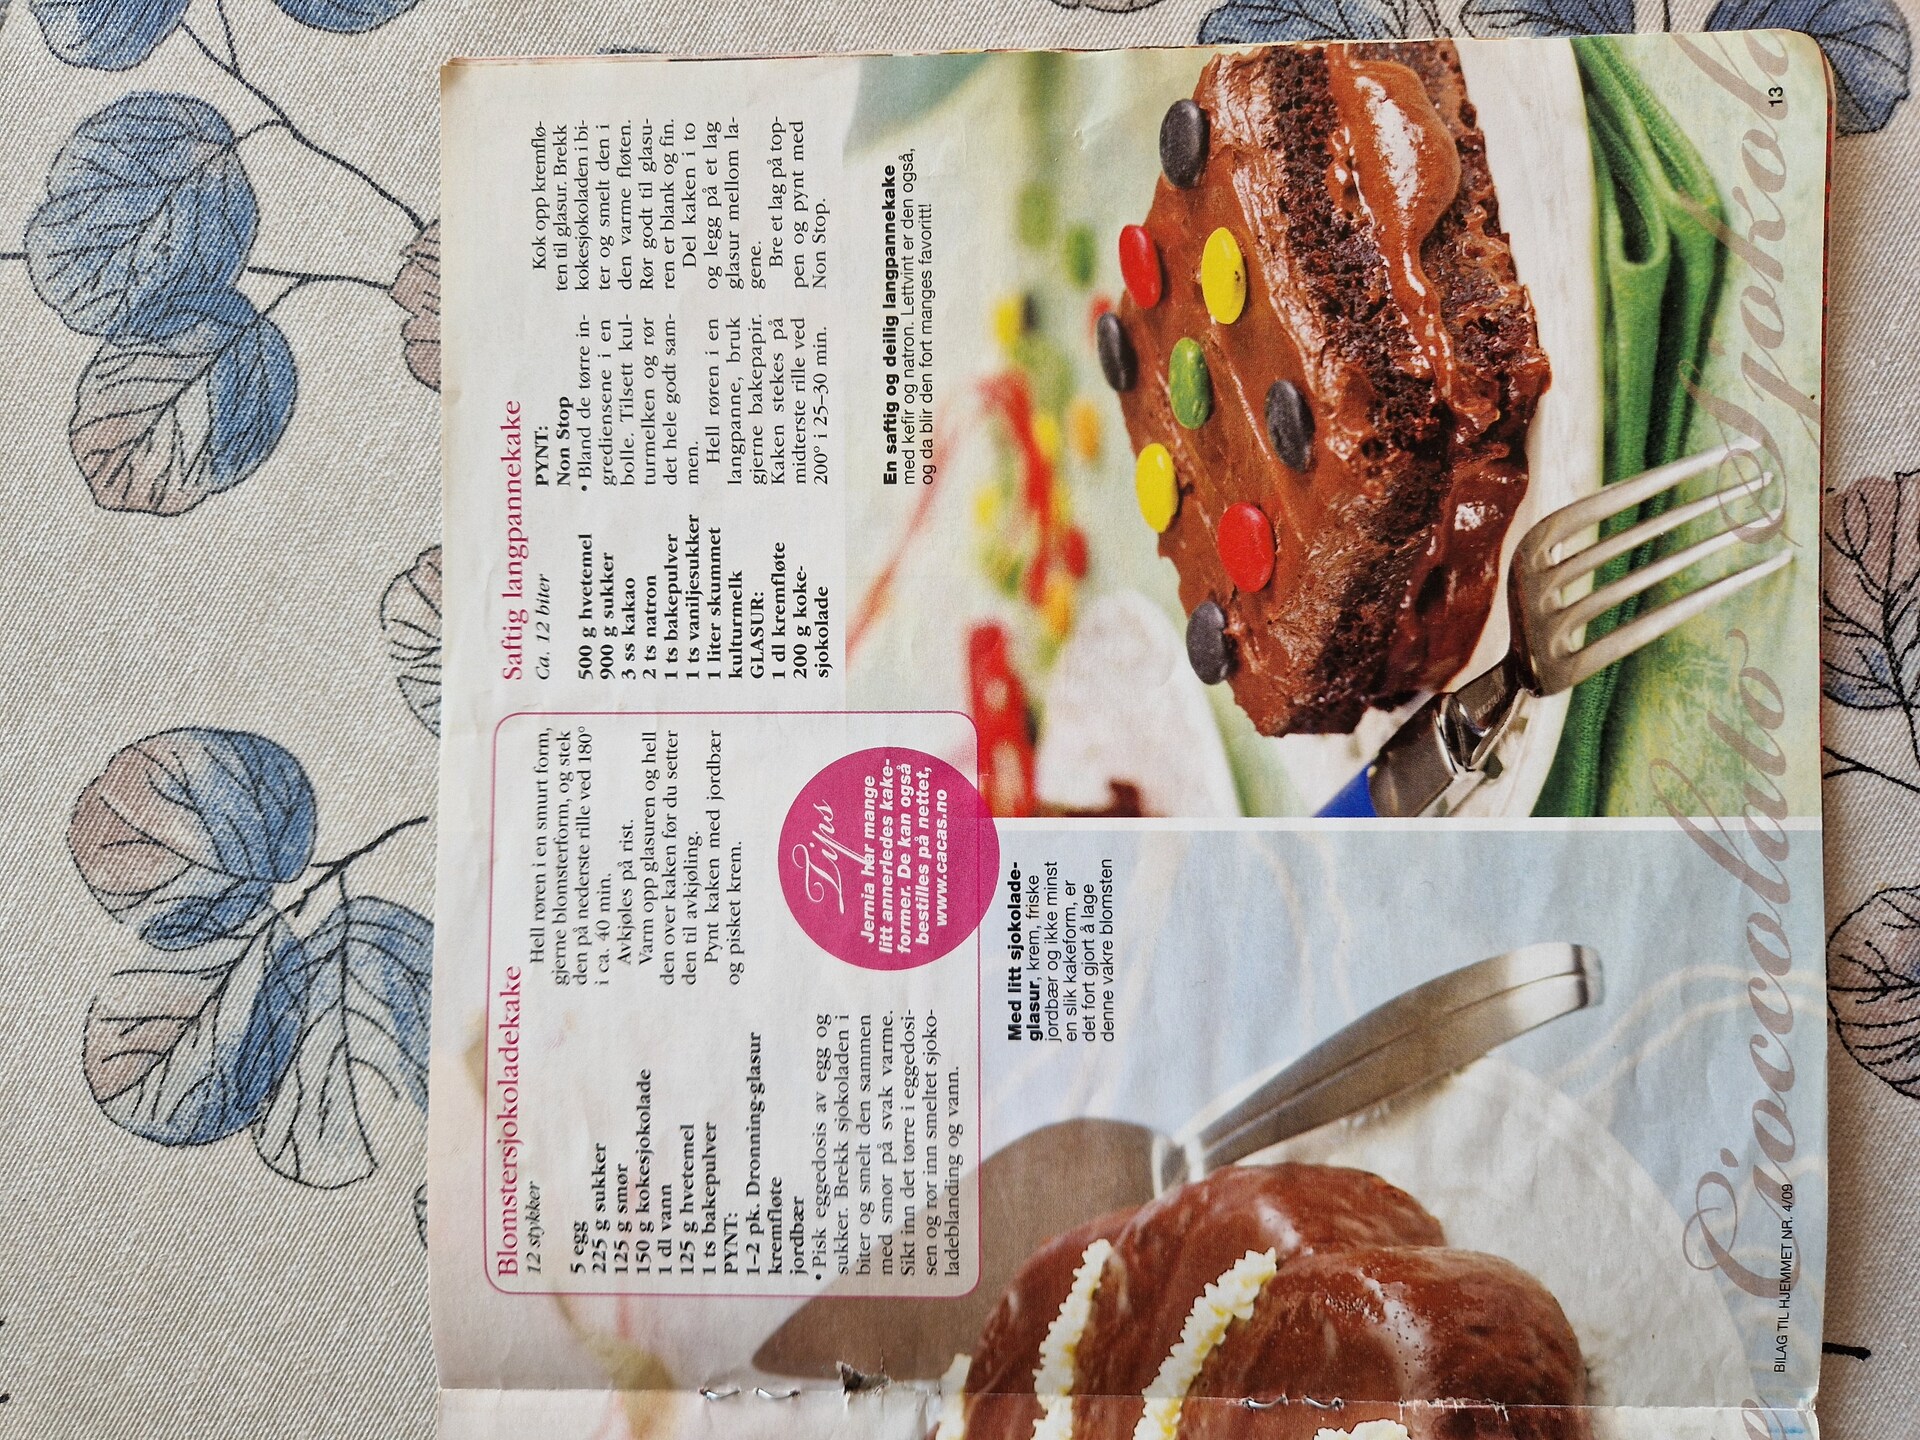 Blomstersjokoladekake
12 stykker
5 egg
225 g sukker
125 g smør
150 g kokesjokolade
1 dl vann
125 g hvetemel
1 ts bakepulver
PYNT:
1–2 pk. Dronning-glasur
kremfløte
jordbær
• Pisk eggedosis av egg og
sukker. Brekk sjokoladen i
biter og smelt den sammen
med smør på svak varme.
Sikt inn det tørre i eggedosi-
sen og rør inn smeltet sjoko-
ladeblanding og vann.
Hell røren i en smurt form,
gjerne blomsterform, og stek
den på nederste rille ved 180°
i ca. 40 min.
Avkjøles på rist.
Varm opp glasuren og hell
den over kaken før du setter
den til avkjøling.
Pynt kaken med jordbær
og pisket krem.
Tips
Jernia har mange
litt annerledes kake-
former. De kan også
bestilles på nettet,
www.cacas.no
Med litt sjokolade-
glasur, krem, friske
jordbær og ikke minst
en slik kakeform, er
det fort gjort å lage
denne vakre blomsten
Saftig langpannekake
Ca. 12 biter
500 g hvetemel
900 g sukker
3 ss kakao
2 ts natron
1 ts bakepulver
1 ts vaniljesukker
1 liter skummet
kulturmelk
GLASUR:
1 dl kremfløte
200 g koke-
sjokolade
PYNT:
Non Stop
• Bland de tørre in-
grediensene i en
bolle. Tilsett kul-
turmelken og rør
det hele godt sam-
men.
Hell røren i en
langpanne, bruk
gjerne bakepapir.
Kaken stekes på
midterste rille ved
200° i 25–30 min.
Kok opp kremflø-
ten til glasur. Brekk
kokesjokoladen i bi-
ter og smelt den i
den varme fløten.
Rør godt til glasu-
ren er blank og fin.
Del kaken i to
og legg på et lag
glasur mellom la-
gene.
Bre et lag på top-
pen og pynt med
Non Stop.
En saftig og deilig langpannekake
med kefir og natron. Lettvint er den også,
og da blir den fort manges favoritt!
e Cioccolato Sjokola
BILAG TIL HJEMMET NR. 4/09
13